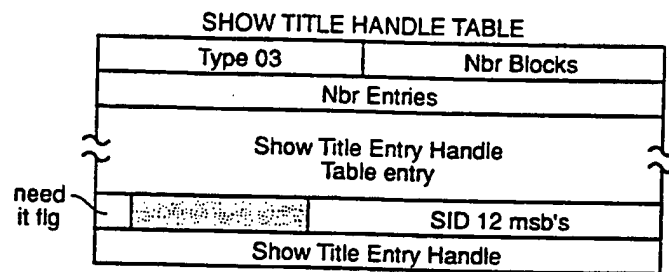 SHOW TITLE HANDLE TABLE
Type 03 Nbr Blocks
Nbr Entries
Show Title Entry Handle
Table entry
need
it flg
SID 12 msb's
Show Title Entry Handle